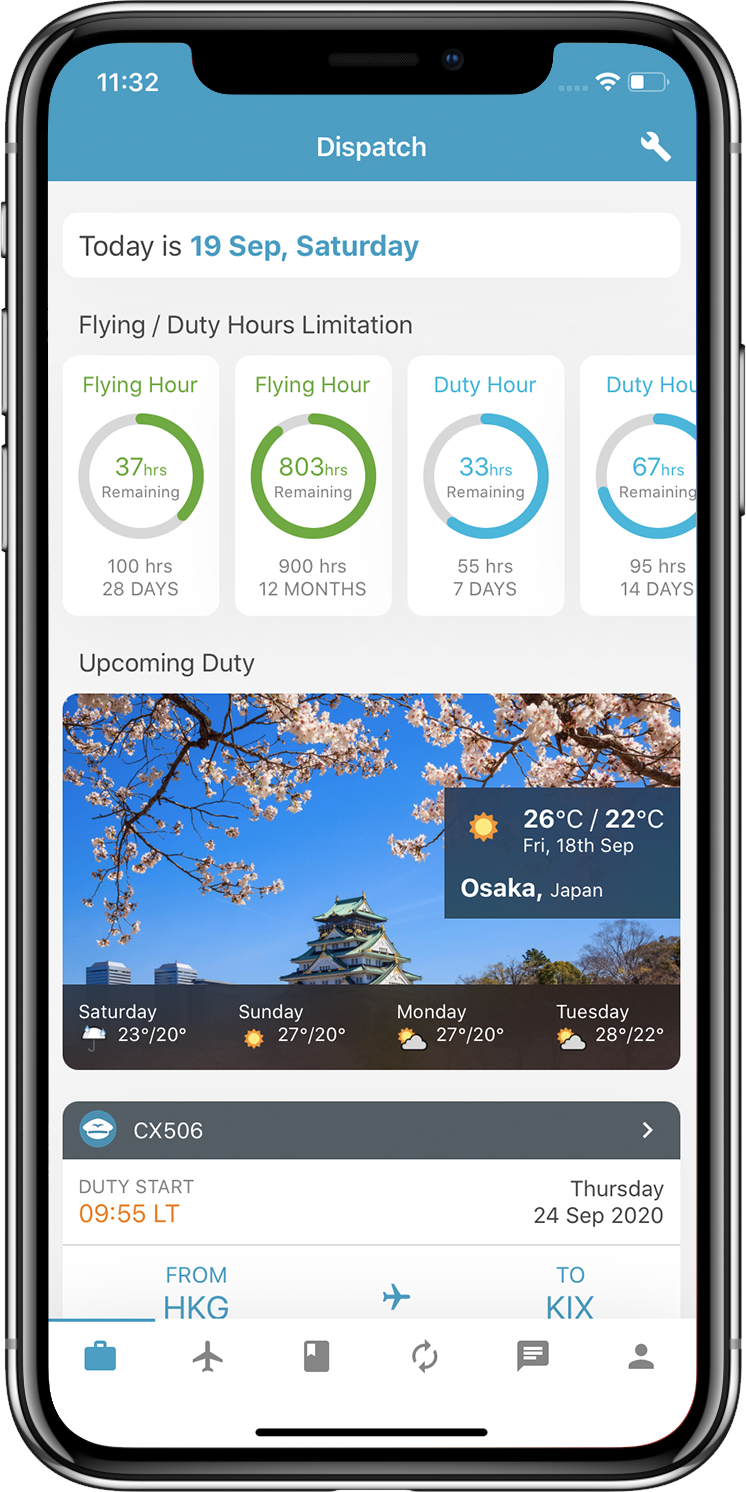 11:32
Dispatch
Today is 19 Sep, Saturday
Flying / Duty Hours Limitation
Flying Hour
37hrs
Remaining
100 hrs
28 DAYS
Flying Hour
803hrs
Remaining
900 hrs
12 MONTHS
Duty Hour
33hrs
Remaining
55 hrs
7 DAYS
Duty Hou
67hrs
Remaining
95 hrs
14 DAYS
Upcoming Duty
26°C / 22°C
Fri, 18th Sep
Osaka, Japan
Saturday
23°/20°
Sunday
27°/20°
Monday
27°/20°
Tuesday
28°/22°
CX506
DUTY START
09:55 LT
Thursday
24 Sep 2020
FROM
HKG
TO
KIX